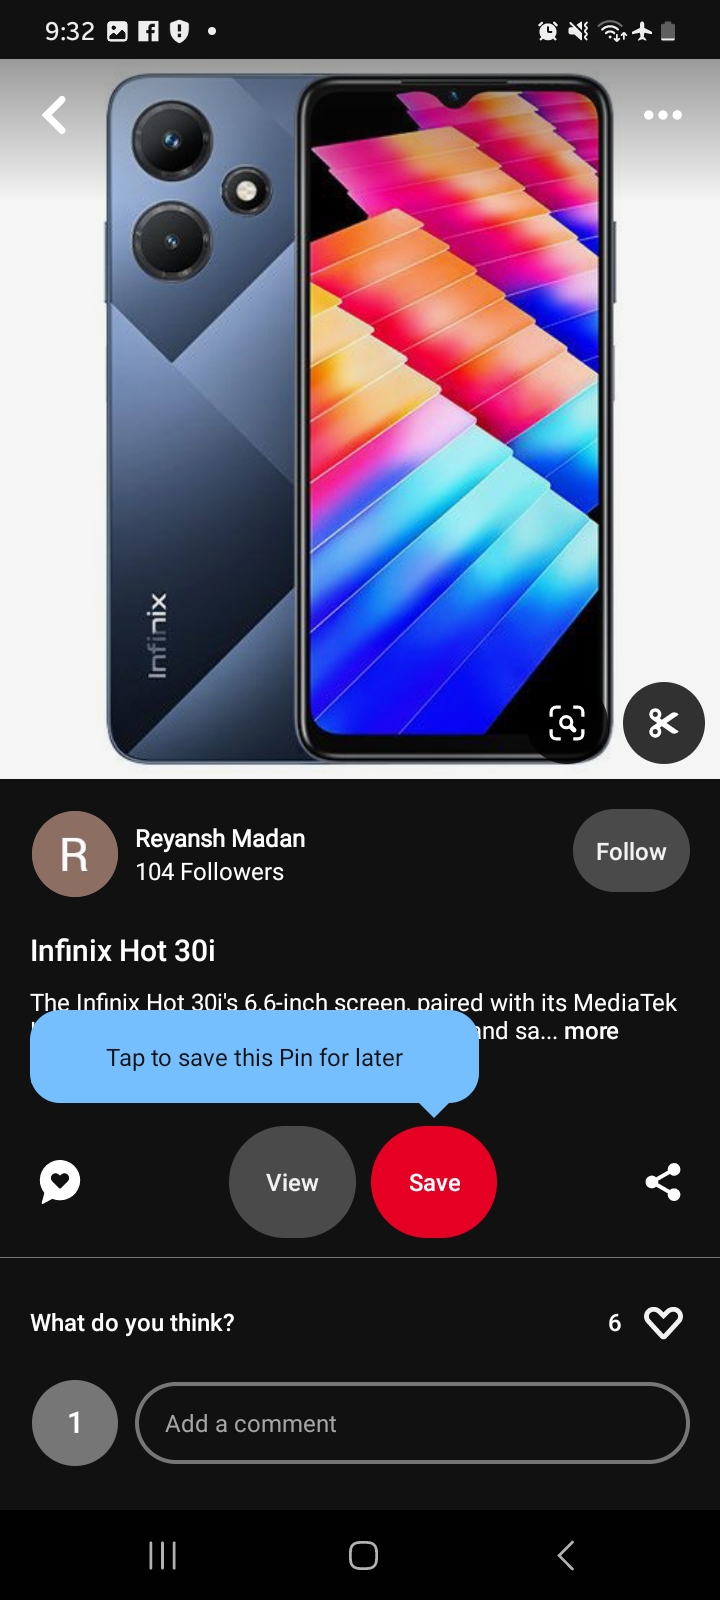 9:32
Infinix
R
Reyansh Madan
104 Followers
Follow
Infinix Hot 30i
The Infinix Hot 30i's 6.6-inch screen, paired with its MediaTek
and sa... more
Tap to save this Pin for later
View
Save
What do you think?
6
1
Add a comment